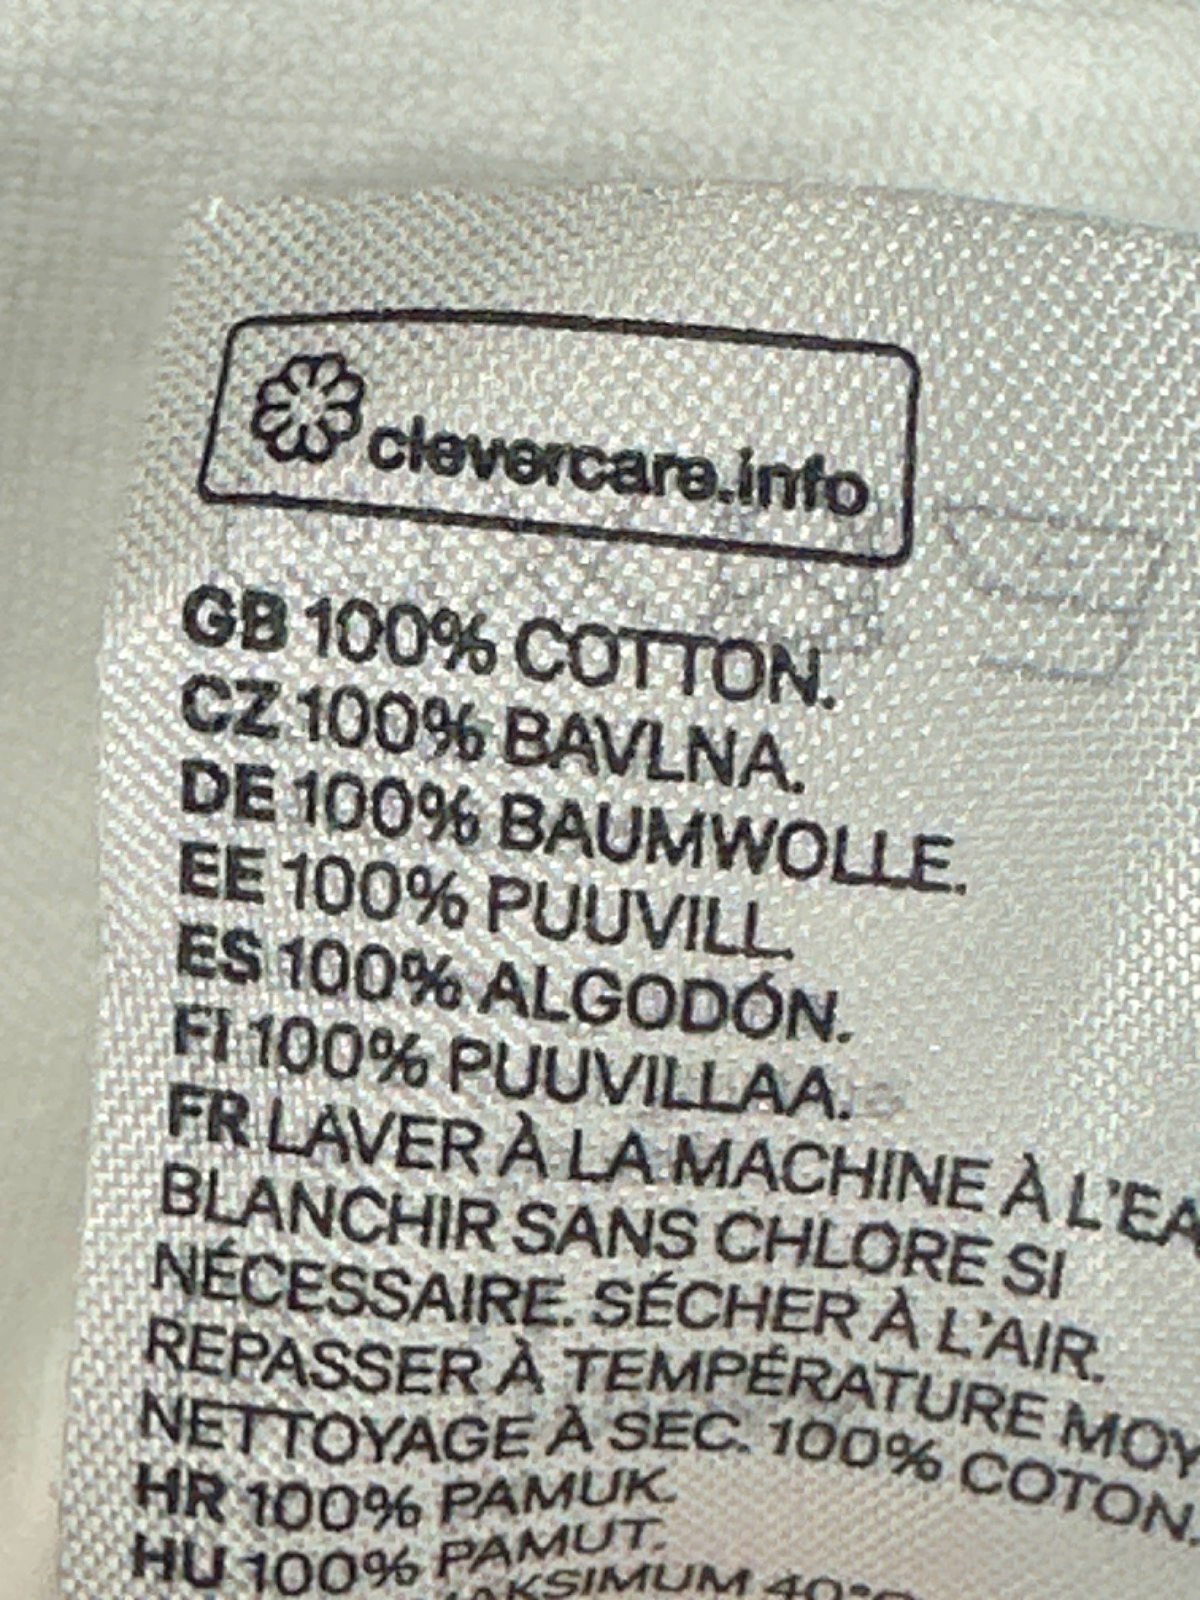 clevercare.info
GB 100% COTTON.
CZ 100% BAVLNA.
DE 100% BAUMWOLLE.
EE 100% PUUVILL.
ES 100% ALGODÓN.
FI 100% PUUVILLAA.
FR LAVER À LA MACHINE À L'EA
BLANCHIR SANS CHLORE SI
NÉCESSAIRE. SÉCHER À L'AIR.
REPASSER À TEMPÉRATURE MOY
NETTOYAGE À SEC. 100% COTON.
HR 100% PAMUK.
HU 100% PAMUT.
MAKSIMUM 40°C